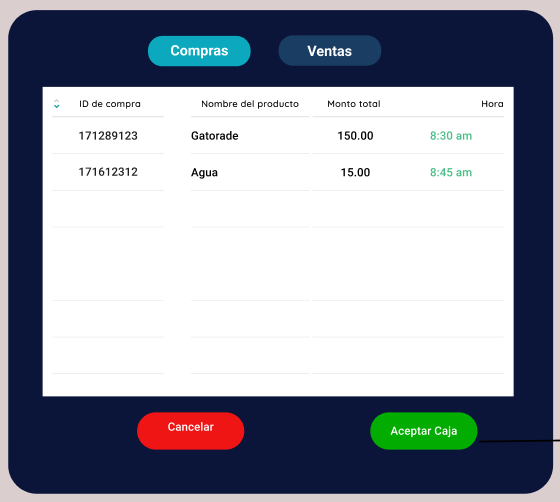 Compras Ventas
ID de compra Nombre del producto Monto total Hora
171289123 Gatorade 150.00 8:30 am
171612312 Agua 15.00 8:45 am
Cancelar Aceptar Caja